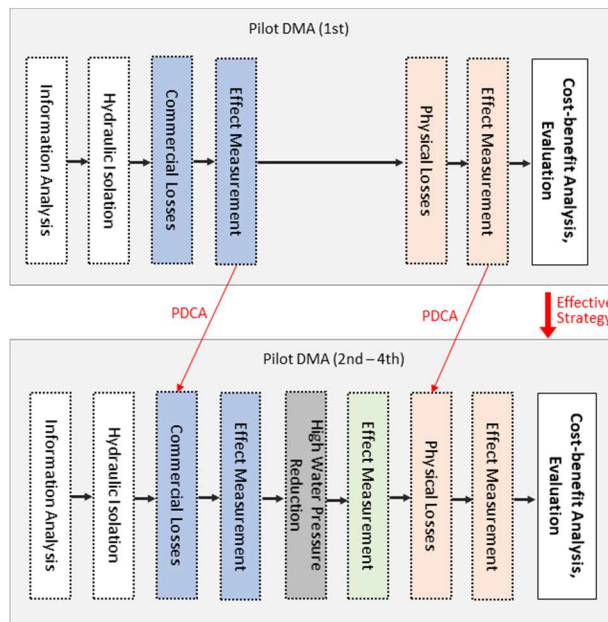 Pilot DMA (1st)
Information Analysis
Hydraulic Isolation
Commercial Losses
Effect Measurement
Physical Losses
Effect Measurement
Cost-benefit Analysis,
Evaluation
PDCA
PDCA
Effective
Strategy
Pilot DMA (2nd – 4th)
Information Analysis
Hydraulic Isolation
Commercial Losses
Effect Measurement
High Water Pressure
Reduction
Effect Measurement
Physical Losses
Effect Measurement
Cost-benefit Analysis,
Evaluation